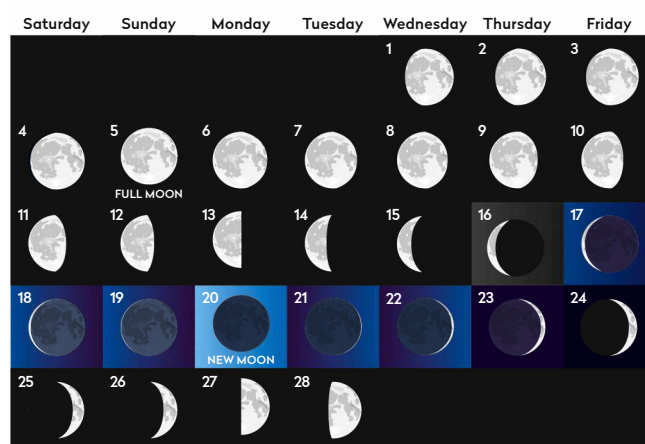 Saturday Sunday Monday Tuesday Wednesday Thursday Friday
1 2 3
4 5 6 7 8 9 10
FULL MOON
11 12 13 14 15 16 17
18 19 20 21 22 23 24
NEW MOON
25 26 27 28